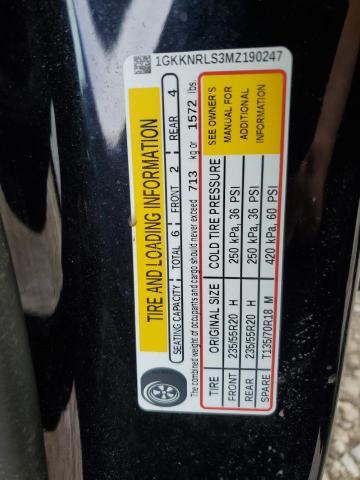 1GKKNRLS3MZ190247
TIRE AND LOADING INFORMATION
SEATING CAPACITY TOTAL 6 FRONT 2 REAR 4
The combined weight of occupants and cargo should never exceed 713 kg or 1572 lbs.
TIRE ORIGINAL SIZE COLD TIRE PRESSURE
FRONT 235/55R20 H 250 kPa, 36 PSI
REAR 235/55R20 H 250 kPa, 36 PSI
SPARE T135/70R18 M 420 kPa, 60 PSI
SEE OWNER'S
MANUAL FOR
ADDITIONAL
INFORMATION